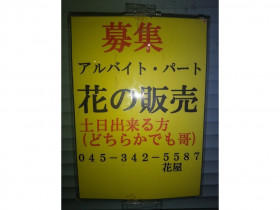 募集
アルバイト・パート
花の販売
土日出来る方
(どちらかでも哥)
045-342-5587
花屋